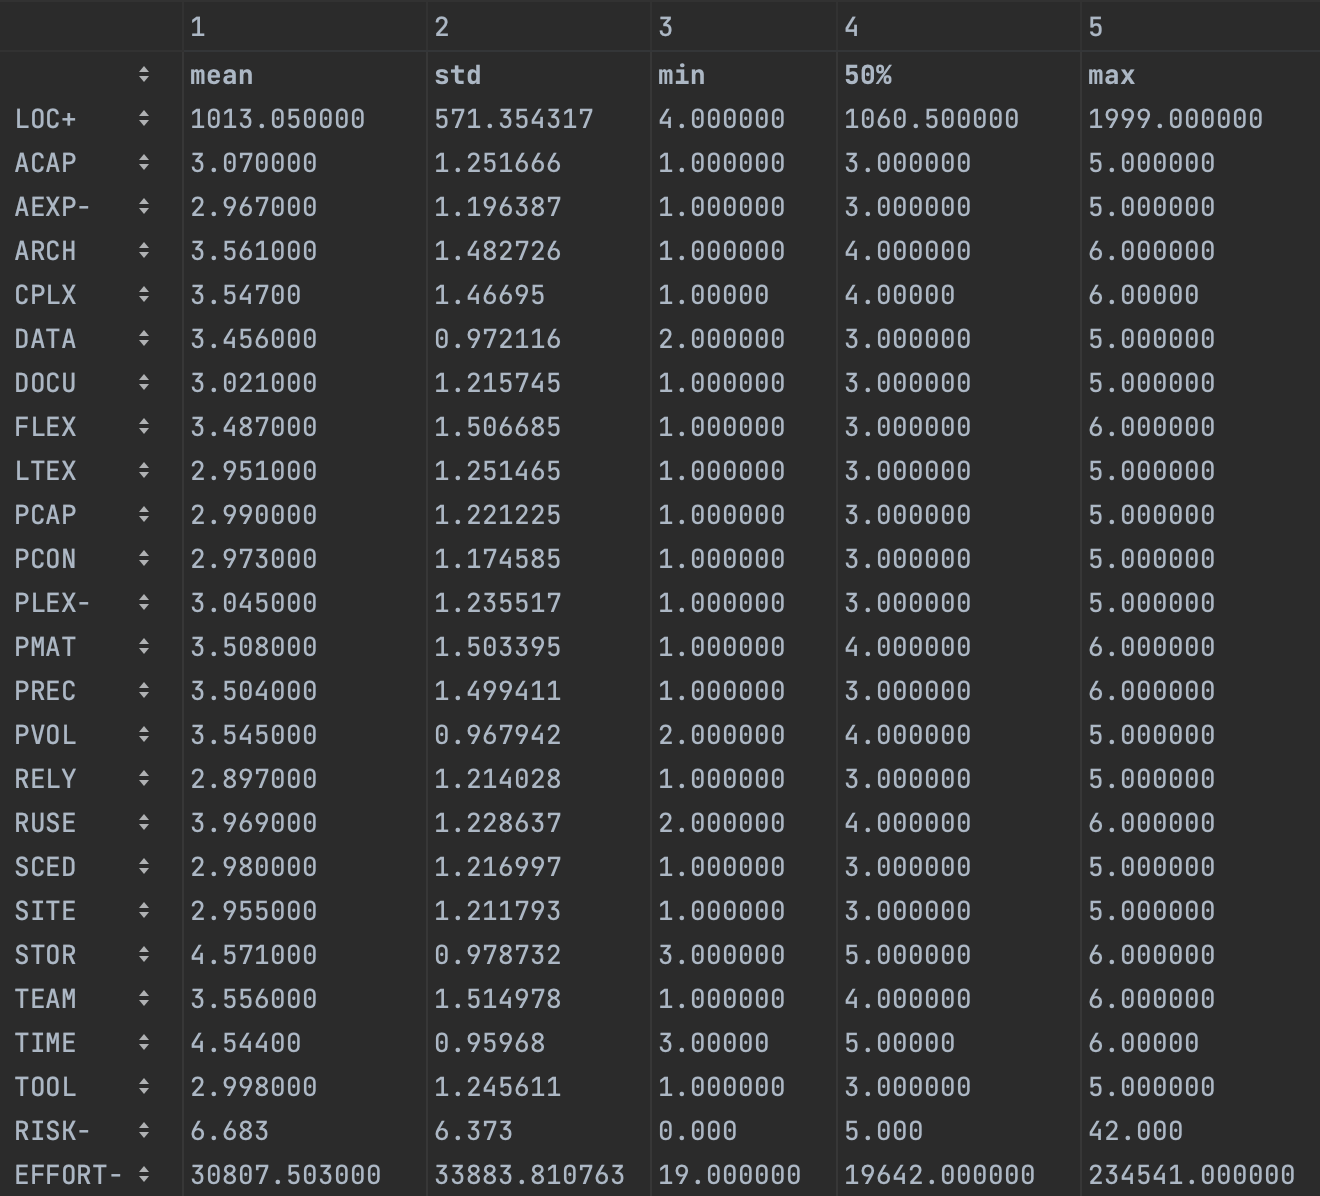 1 2 3 4 5
mean std min 50% max
LOC+ 1013.050000 571.354317 4.000000 1060.500000 1999.000000
ACAP 3.070000 1.251666 1.000000 3.000000 5.000000
AEXP- 2.967000 1.196387 1.000000 3.000000 5.000000
ARCH 3.561000 1.482726 1.000000 4.000000 6.000000
CPLX 3.54700 1.46695 1.00000 4.00000 6.00000
DATA 3.456000 0.972116 2.000000 3.000000 5.000000
DOCU 3.021000 1.215745 1.000000 3.000000 5.000000
FLEX 3.487000 1.506685 1.000000 3.000000 6.000000
LTEX 2.951000 1.251465 1.000000 3.000000 5.000000
PCAP 2.990000 1.221225 1.000000 3.000000 5.000000
PCON 2.973000 1.174585 1.000000 3.000000 5.000000
PLEX- 3.045000 1.235517 1.000000 3.000000 5.000000
PMAT 3.508000 1.503395 1.000000 4.000000 6.000000
PREC 3.504000 1.499411 1.000000 3.000000 6.000000
PVOL 3.545000 0.967942 2.000000 4.000000 5.000000
RELY 2.897000 1.214028 1.000000 3.000000 5.000000
RUSE 3.969000 1.228637 2.000000 4.000000 6.000000
SCED 2.980000 1.216997 1.000000 3.000000 5.000000
SITE 2.955000 1.211793 1.000000 3.000000 5.000000
STOR 4.571000 0.978732 3.000000 5.000000 6.000000
TEAM 3.556000 1.514978 1.000000 4.000000 6.000000
TIME 4.54400 0.95968 3.00000 5.00000 6.00000
TOOL 2.998000 1.245611 1.000000 3.000000 5.000000
RISK- 6.683 6.373 0.000 5.000 42.000
EFFORT- 30807.503000 33883.810763 19.000000 19642.000000 234541.000000